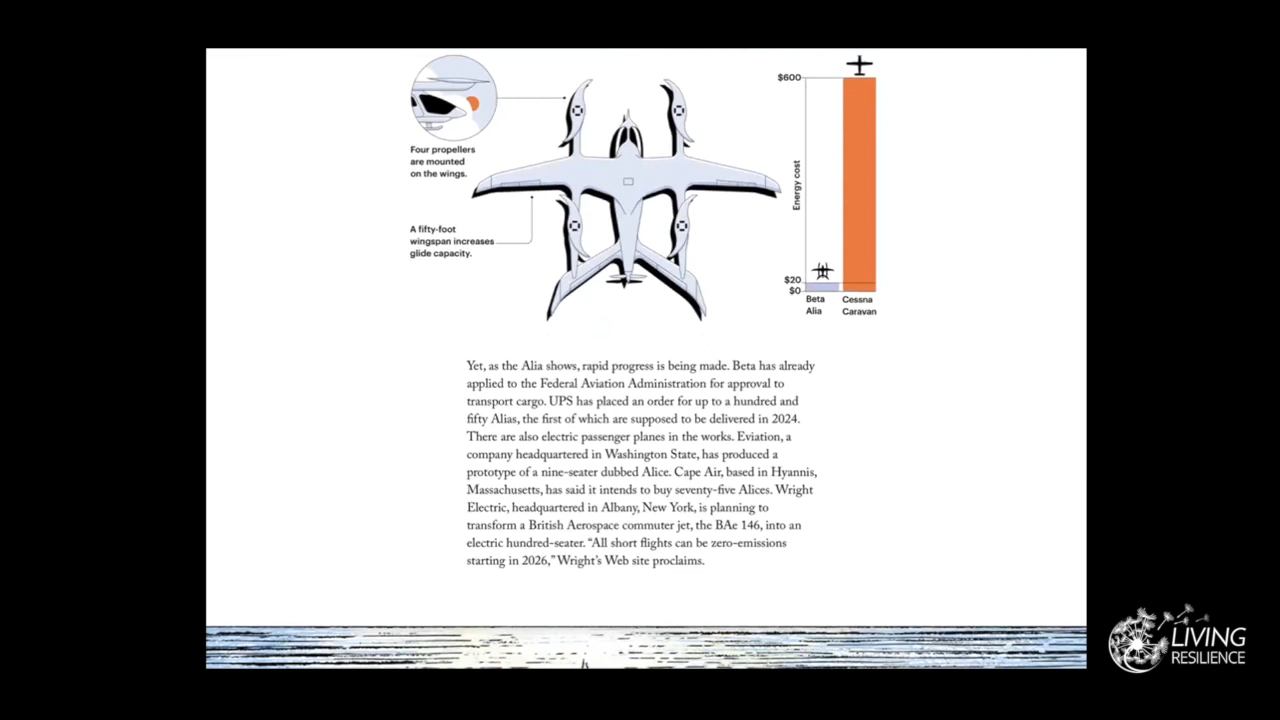 Four propellers
are mounted
on the wings.
A fifty-foot
wingspan increases
glide capacity.
$600
Energy cost
$20
$0
Beta
Alia
Cessna
Caravan
Yet, as the Alia shows, rapid progress is being made. Beta has already
applied to the Federal Aviation Administration for approval to
transport cargo. UPS has placed an order for up to a hundred and
fifty Alias, the first of which are supposed to be delivered in 2024.
There are also electric passenger planes in the works. Eviation, a
company headquartered in Washington State, has produced a
prototype of a nine-seater dubbed Alice. Cape Air, based in Hyannis,
Massachusetts, has said it intends to buy seventy-five Alices. Wright
Electric, headquartered in Albany, New York, is planning to
transform a British Aerospace commuter jet, the BAe 146, into an
electric hundred-seater. “All short flights can be zero-emissions
starting in 2026,” Wright’s Web site proclaims.
LIVING
RESILIENCE